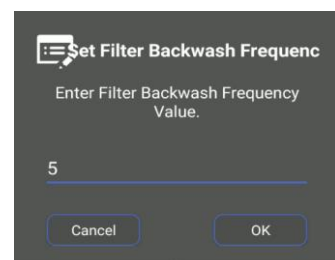 Set Filter Backwash Frequenc
Enter Filter Backwash Frequency
Value.
5
Cancel OK